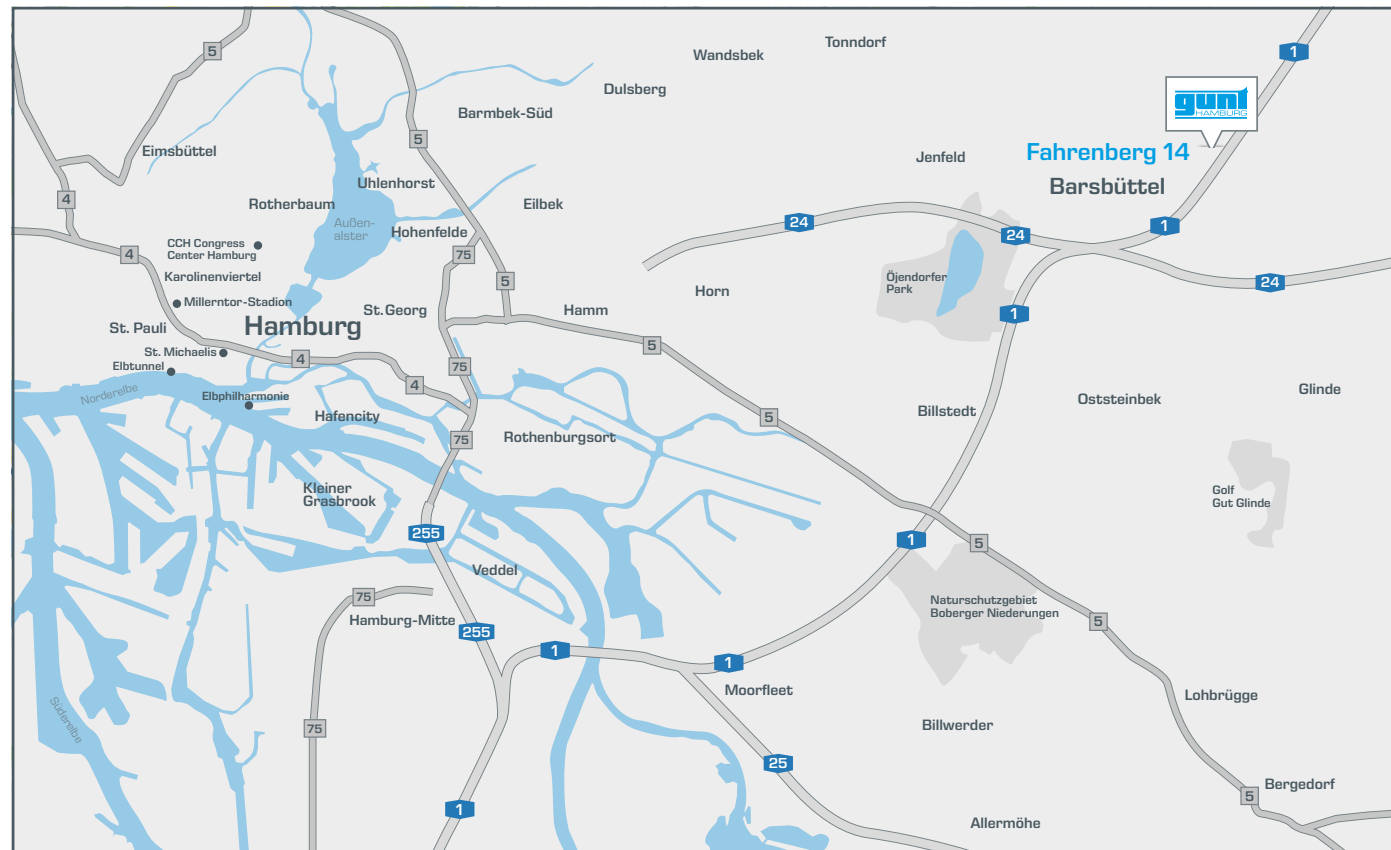 5
1
Tonndorf
Wandsbek
Dulsberg
gunt
HAMBURG
Barmbek-Süd
5
Eimsbüttel
Jenfeld
Fahrenberg 14
Barsbüttel
Uhlenhorst
4
Rotherbaum
Eilbek
Außen-
alster
24
1
Hohenfelde
24
CCH Congress
Center Hamburg
4
75
Karolinenviertel
5
Öjendorfer
Park
24
Horn
Millerntor-Stadion
St. Georg
Hamm
1
St. Pauli
Hamburg
5
St. Michaelis
4
Elbtunnel
75
4
Norderelbe
Elbphilharmonie
Glinde
Oststeinbek
Hafencity
5
Billstedt
75
Rothenburgsort
Kleiner
Grasbrook
Golf
Gut Glinde
255
1
5
Veddel
75
Naturschutzgebiet
Boberger Niederungen
Hamburg-Mitte
5
255
1
1
Moorfleet
Lohbrügge
Süderelbe
75
Billwerder
25
Bergedorf
5
1
Allermöhe